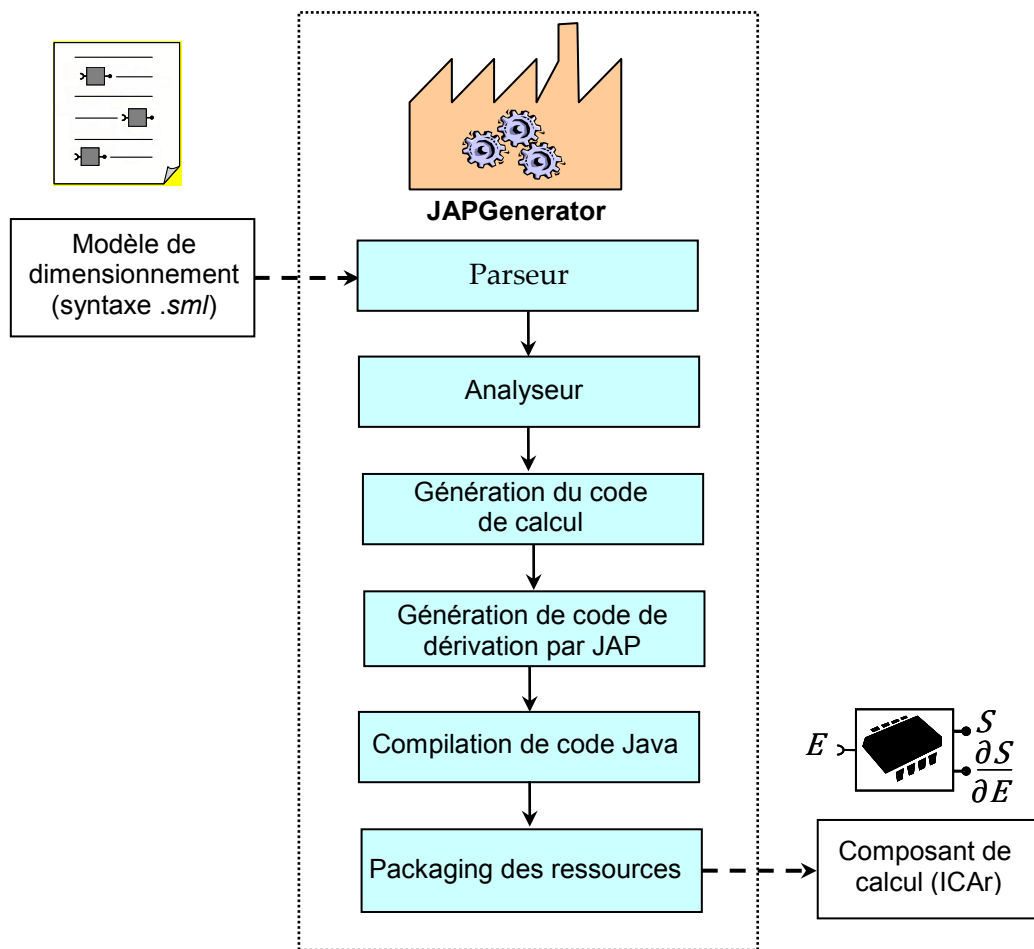 JAPGenerator
Modèle de
dimensionnement
(syntaxe .sml)
Parseur
Analyseur
Génération du code
de calcul
Génération de code de
dérivation par JAP
Compilation de code Java
Packaging des ressources
E
S
∂S
∂E
Composant de
calcul (ICAr)